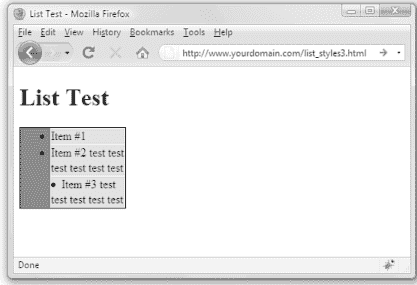 List Test - Mozilla Firefox
File Edit View History Bookmarks Tools Help
http://www.yourdomain.com/list_styles3.html
List Test
Item #1
Item #2 test test
test test test test
Item #3 test
test test test test
Done